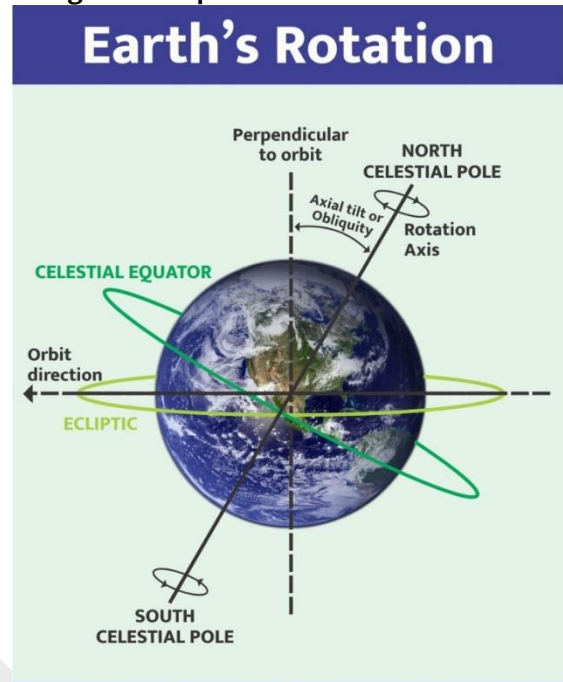 Earth's Rotation
Perpendicular
to orbit
NORTH
CELESTIAL POLE
Axial tilt or
Obliquity
Rotation
Axis
CELESTIAL EQUATOR
Orbit
direction
ECLIPTIC
SOUTH
CELESTIAL POLE